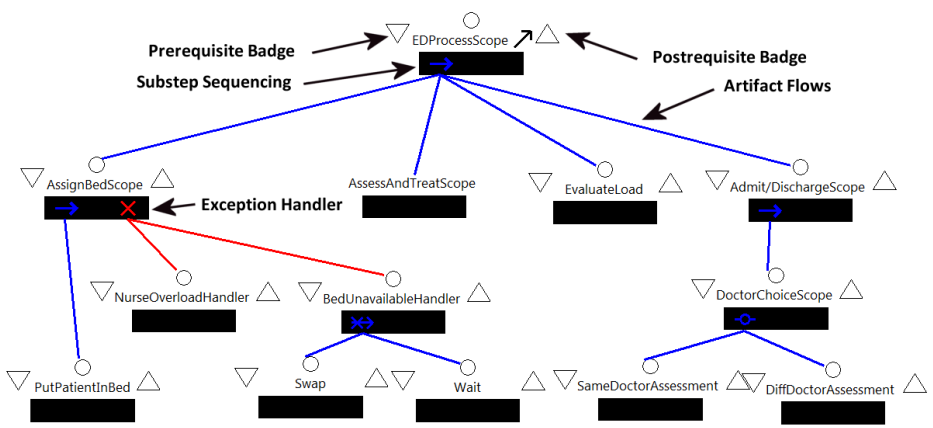 EDProcessScope
Prerequisite Badge
Postrequisite Badge
Substep Sequencing
Artifact Flows
AssignBedScope
AssessAndTreatScope
EvaluateLoad
Admit/DischargeScope
Exception Handler
NurseOverloadHandler
BedUnavailableHandler
DoctorChoiceScope
PutPatientInBed
Swap
Wait
SameDoctorAssessment
DiffDoctorAssessment